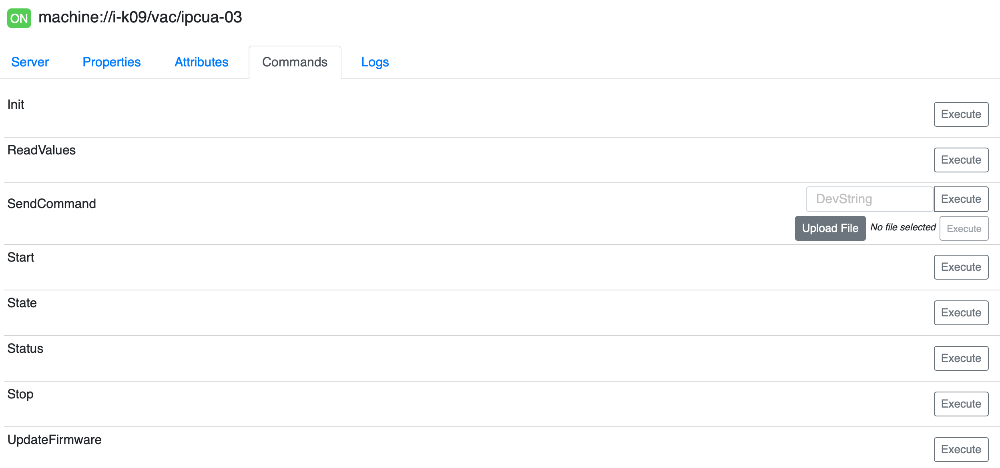 ON machine://i-k09/vac/ipcua-03
Server Properties Attributes Commands Logs
Init
Execute
ReadValues
Execute
SendCommand
DevString Execute
Upload File No file selected Execute
Start
Execute
State
Execute
Status
Execute
Stop
Execute
UpdateFirmware
Execute